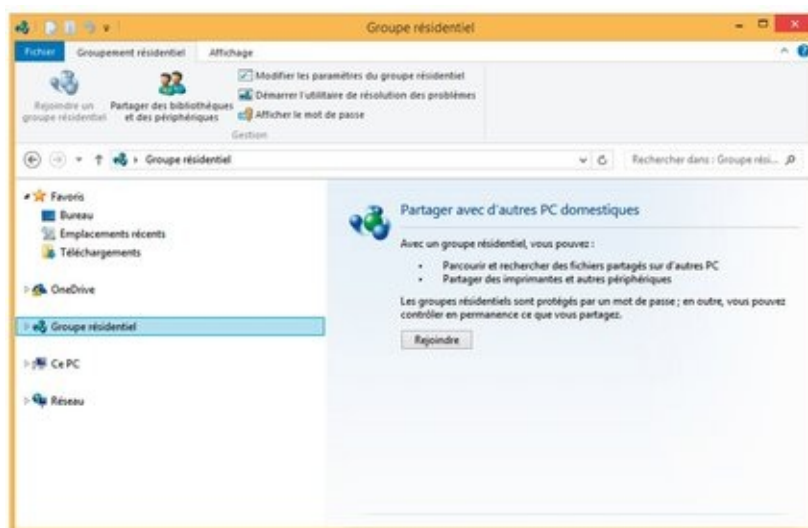 Groupe résidentiel
Fichier Groupement résidentiel Affichage
Modifier les paramètres du groupe résidentiel
Rejoindre un Partager des bibliothèques Démarrer l'utilitaire de résolution des problèmes
groupe résidentiel et des périphériques Afficher le mot de passe
Gestion
Groupe résidentiel Rechercher dans : Groupe rési...
Favoris
Bureau
Emplacements récents
Téléchargements
OneDrive
Groupe résidentiel
Ce PC
Réseau
Partager avec d'autres PC domestiques
Avec un groupe résidentiel, vous pouvez :
• Parcourir et rechercher des fichiers partagés sur d'autres PC
• Partager des imprimantes et autres périphériques
Les groupes résidentiels sont protégés par un mot de passe ; en outre, vous pouvez
contrôler en permanence ce que vous partagez.
Rejoindre